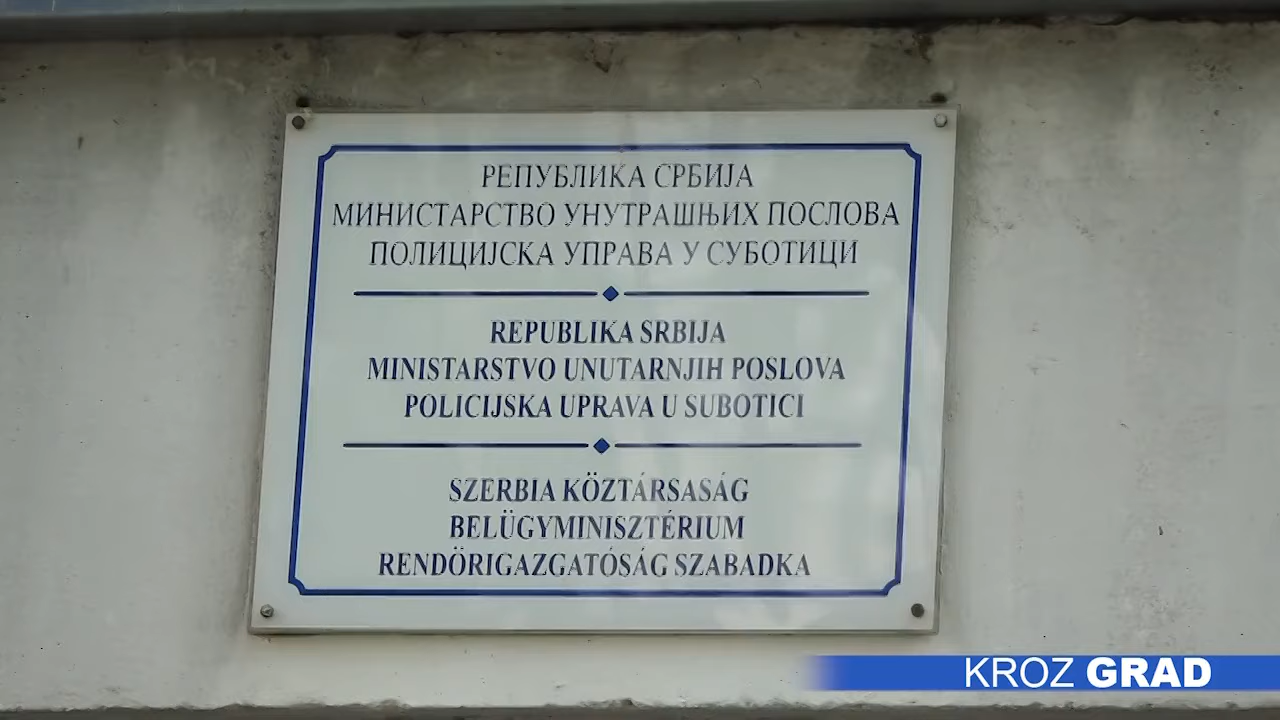 РЕПУБЛИКА СРБИЈА
МИНИСТАРСТВО УНУТРАШЊИХ ПОСЛОВА
ПОЛИЦИЈСКА УПРАВА У СУБОТИЦИ
REPUBLIKA SRBIJA
MINISTARSTVO UNUTARNJIH POSLOVA
POLICIJSKA UPRAVA U SUBOTICI
SZERBIA KÖZTÁRSASÁG
BELÜGYMINISZTÉRIUM
RENDÖRIGAZGATÓSÁG SZABADKA
KROZ GRAD